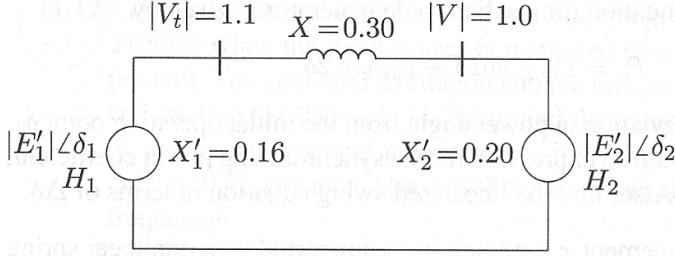 |V_t| = 1.1
X = 0.30
|V| = 1.0
|E'_1|∠δ_1
H_1
X'_1 = 0.16
X'_2 = 0.20
|E'_2|∠δ_2
H_2